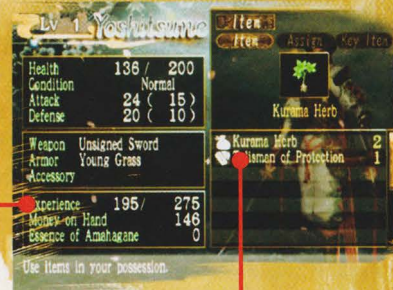 Lv 1 Yoshitsune
Item
Item Assign Key Item
Health 136/ 200
Condition Normal
Attack 24 ( 15)
Defense 20 ( 10)
Kurama Herb
Weapon Unsigned Sword
Armor Young Grass
Accessory
Kurama Herb 2
Talisman of Protection 1
Experience 195/ 275
Money on Hand 146
Essence of Amahagane 0
Use items in your possession.